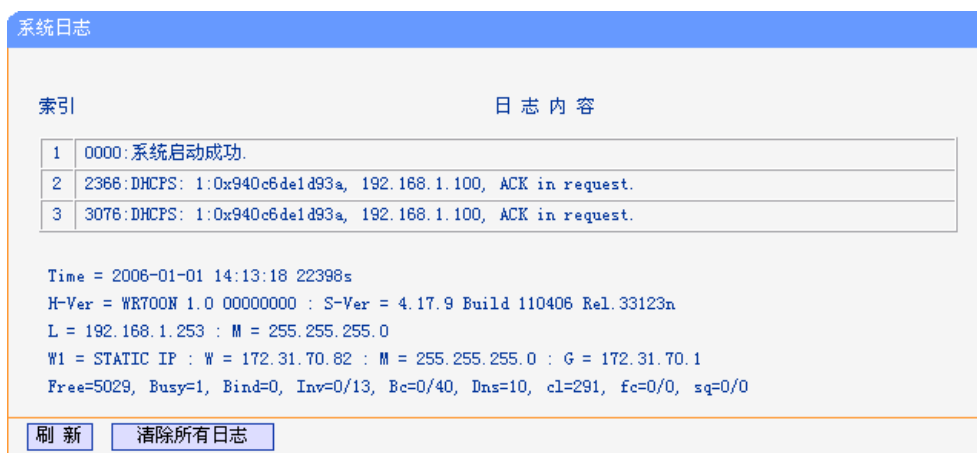 系统日志
索引 日志内容
1 0000:系统启动成功.
2 2366:DHCPS: 1:0x940c6de1d93a, 192.168.1.100, ACK in request.
3 3076:DHCPS: 1:0x940c6de1d93a, 192.168.1.100, ACK in request.
Time = 2006-01-01 14:13:18 22398s
H-Ver = WR700N 1.0 00000000 : S-Ver = 4.17.9 Build 110406 Rel.33123n
L = 192.168.1.253 : M = 255.255.255.0
W1 = STATIC IP : W = 172.31.70.82 : M = 255.255.255.0 : G = 172.31.70.1
Free=5029, Busy=1, Bind=0, Inv=0/13, Bc=0/40, Dns=10, cl=291, fc=0/0, sq=0/0
刷 新 清除所有日志